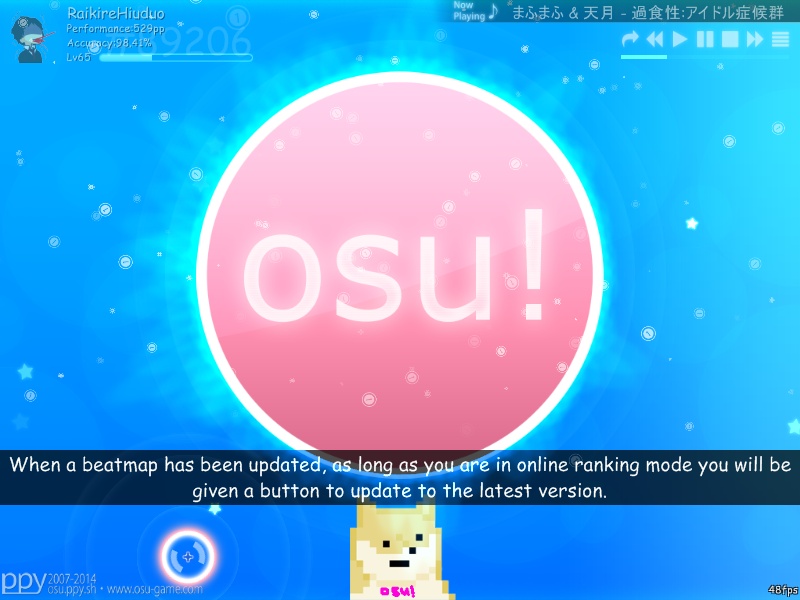 RaikireHiuduo
Performance:529pp
Accuracy:98.41%
Lv65
Now Playing
まふまふ & 天月 - 過食性:アイドル症候群
osu!
When a beatmap has been updated, as long as you are in online ranking mode you will be
given a button to update to the latest version.
osu!
ppy 2007-2014
osu.ppy.sh • www.osu-game.com
48fps